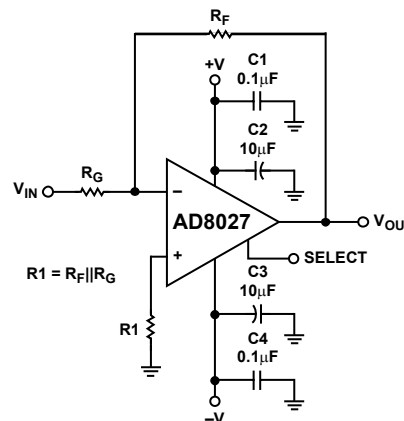 RF
+V
C1
0.1μF
C2
10μF
VIN
RG
–
AD8027
VOU
+
SELECT
R1 = RF||RG
C3
10μF
R1
C4
0.1μF
–V